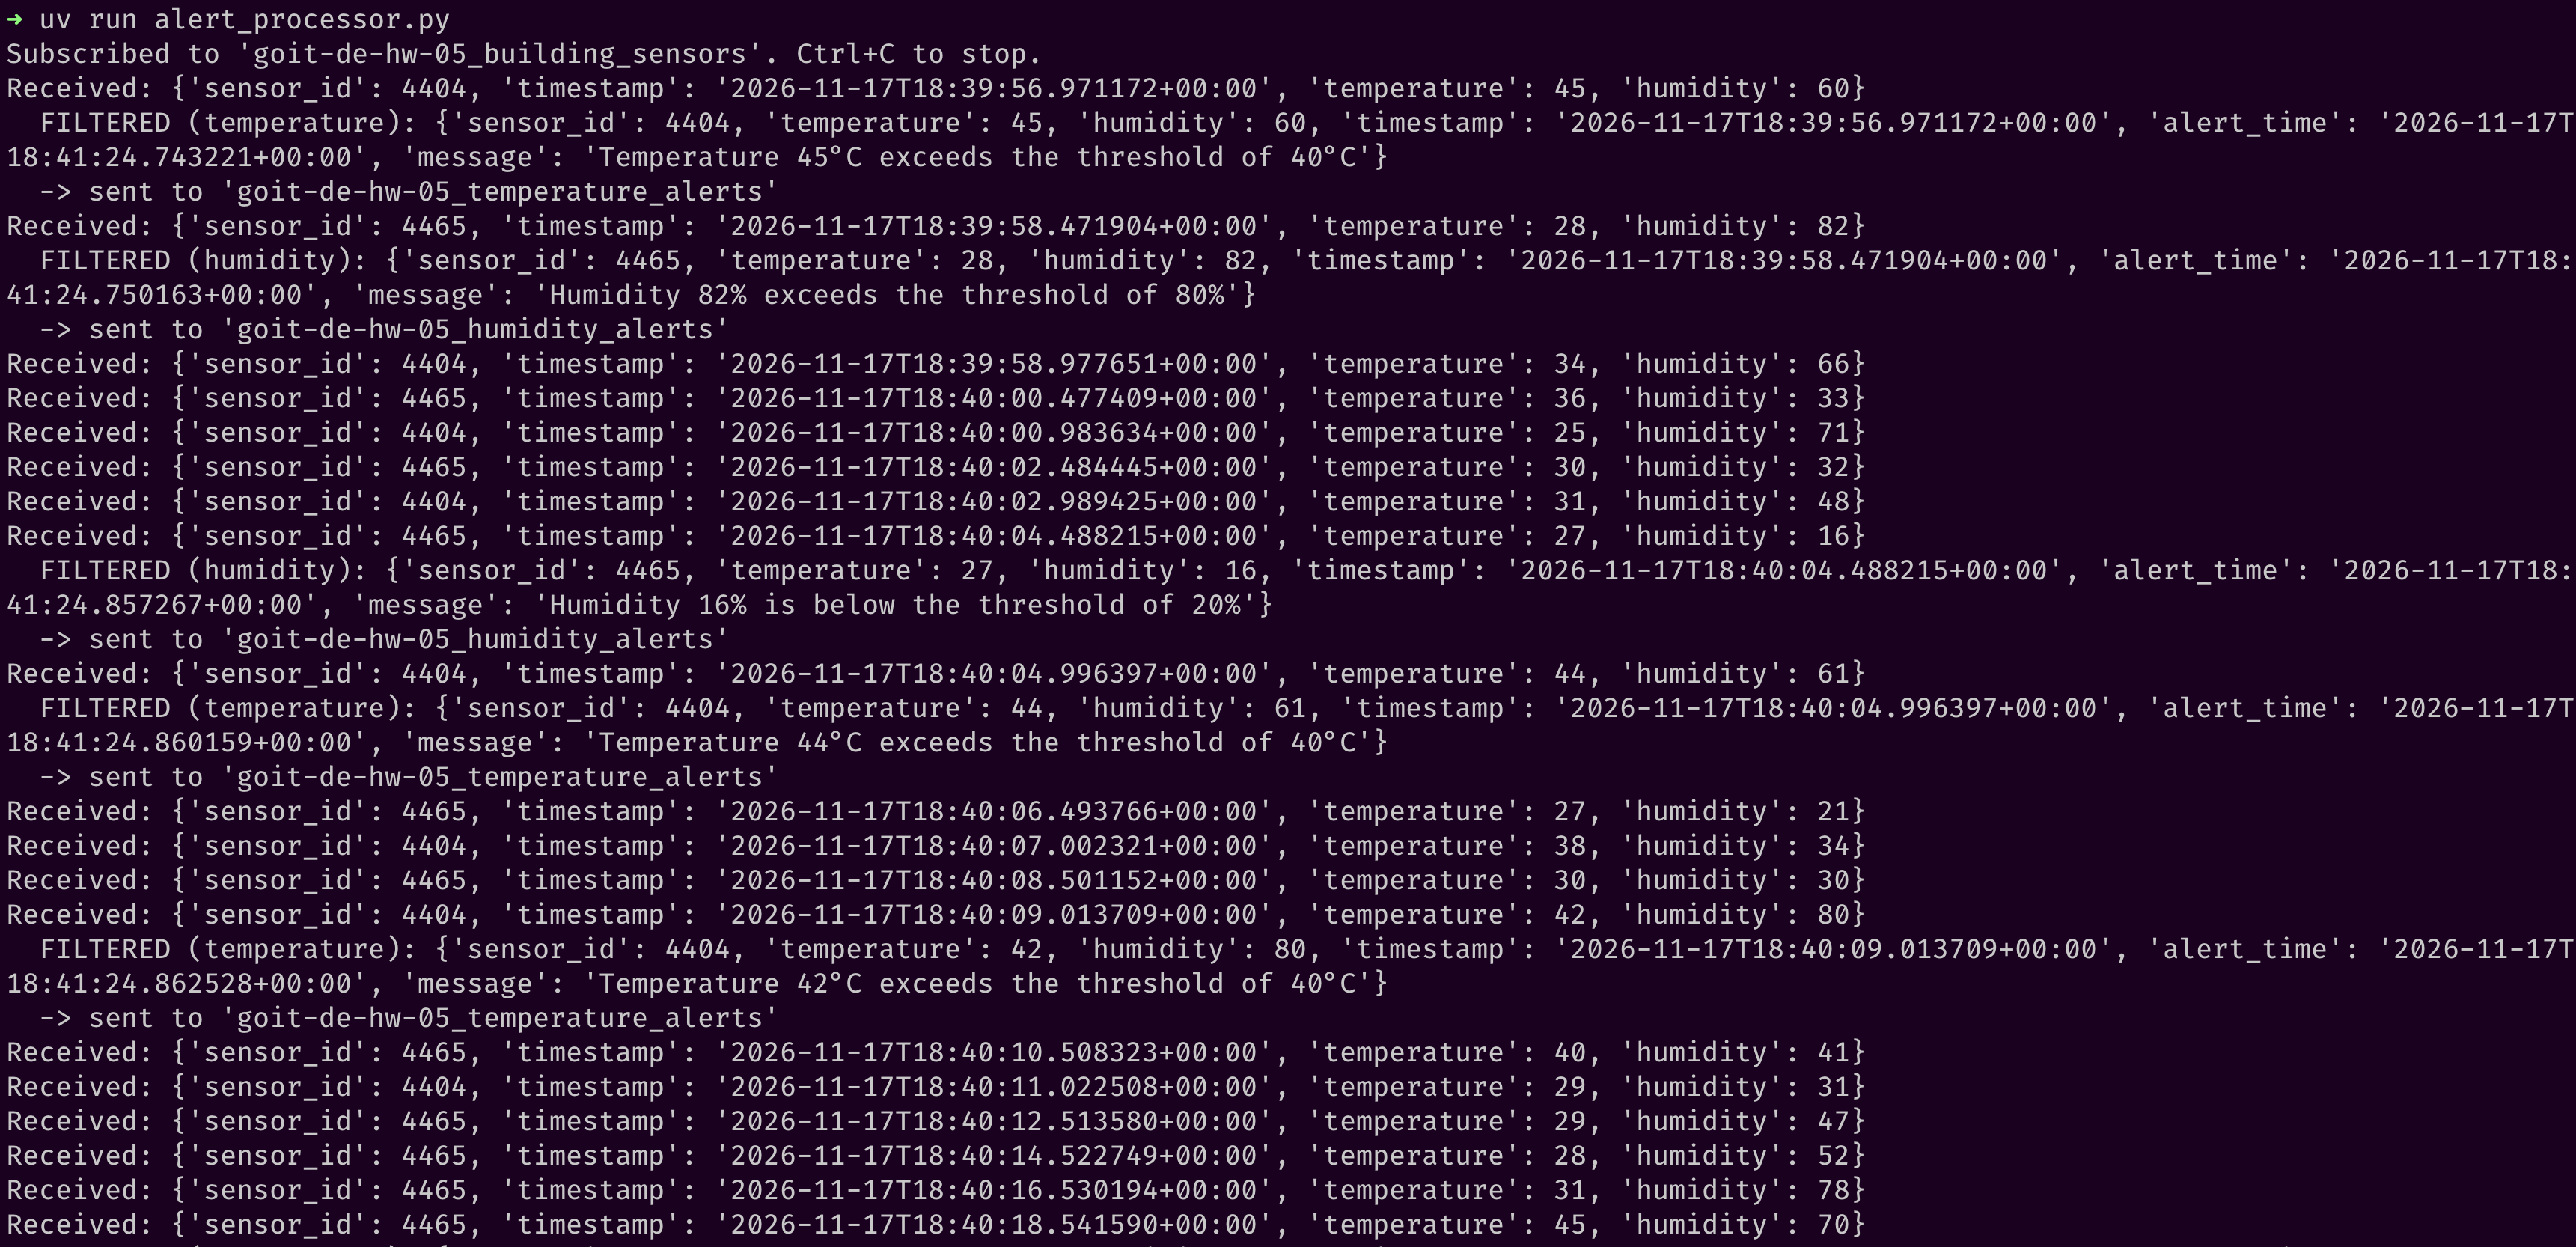 ➜ uv run alert_processor.py
Subscribed to 'goit-de-hw-05_building_sensors'. Ctrl+C to stop.
Received: {'sensor_id': 4404, 'timestamp': '2026-11-17T18:39:56.971172+00:00', 'temperature': 45, 'humidity': 60}
  FILTERED (temperature): {'sensor_id': 4404, 'temperature': 45, 'humidity': 60, 'timestamp': '2026-11-17T18:39:56.971172+00:00', 'alert_time': '2026-11-17T
18:41:24.743221+00:00', 'message': 'Temperature 45°C exceeds the threshold of 40°C'}
  -> sent to 'goit-de-hw-05_temperature_alerts'
Received: {'sensor_id': 4465, 'timestamp': '2026-11-17T18:39:58.471904+00:00', 'temperature': 28, 'humidity': 82}
  FILTERED (humidity): {'sensor_id': 4465, 'temperature': 28, 'humidity': 82, 'timestamp': '2026-11-17T18:39:58.471904+00:00', 'alert_time': '2026-11-17T18:
41:24.750163+00:00', 'message': 'Humidity 82% exceeds the threshold of 80%'}
  -> sent to 'goit-de-hw-05_humidity_alerts'
Received: {'sensor_id': 4404, 'timestamp': '2026-11-17T18:39:58.977651+00:00', 'temperature': 34, 'humidity': 66}
Received: {'sensor_id': 4465, 'timestamp': '2026-11-17T18:40:00.477409+00:00', 'temperature': 36, 'humidity': 33}
Received: {'sensor_id': 4404, 'timestamp': '2026-11-17T18:40:00.983634+00:00', 'temperature': 25, 'humidity': 71}
Received: {'sensor_id': 4465, 'timestamp': '2026-11-17T18:40:02.484445+00:00', 'temperature': 30, 'humidity': 32}
Received: {'sensor_id': 4404, 'timestamp': '2026-11-17T18:40:02.989425+00:00', 'temperature': 31, 'humidity': 48}
Received: {'sensor_id': 4465, 'timestamp': '2026-11-17T18:40:04.488215+00:00', 'temperature': 27, 'humidity': 16}
  FILTERED (humidity): {'sensor_id': 4465, 'temperature': 27, 'humidity': 16, 'timestamp': '2026-11-17T18:40:04.488215+00:00', 'alert_time': '2026-11-17T18:
41:24.857267+00:00', 'message': 'Humidity 16% is below the threshold of 20%'}
  -> sent to 'goit-de-hw-05_humidity_alerts'
Received: {'sensor_id': 4404, 'timestamp': '2026-11-17T18:40:04.996397+00:00', 'temperature': 44, 'humidity': 61}
  FILTERED (temperature): {'sensor_id': 4404, 'temperature': 44, 'humidity': 61, 'timestamp': '2026-11-17T18:40:04.996397+00:00', 'alert_time': '2026-11-17T
18:41:24.860159+00:00', 'message': 'Temperature 44°C exceeds the threshold of 40°C'}
  -> sent to 'goit-de-hw-05_temperature_alerts'
Received: {'sensor_id': 4465, 'timestamp': '2026-11-17T18:40:06.493766+00:00', 'temperature': 27, 'humidity': 21}
Received: {'sensor_id': 4404, 'timestamp': '2026-11-17T18:40:07.002321+00:00', 'temperature': 38, 'humidity': 34}
Received: {'sensor_id': 4465, 'timestamp': '2026-11-17T18:40:08.501152+00:00', 'temperature': 30, 'humidity': 30}
Received: {'sensor_id': 4404, 'timestamp': '2026-11-17T18:40:09.013709+00:00', 'temperature': 42, 'humidity': 80}
  FILTERED (temperature): {'sensor_id': 4404, 'temperature': 42, 'humidity': 80, 'timestamp': '2026-11-17T18:40:09.013709+00:00', 'alert_time': '2026-11-17T
18:41:24.862528+00:00', 'message': 'Temperature 42°C exceeds the threshold of 40°C'}
  -> sent to 'goit-de-hw-05_temperature_alerts'
Received: {'sensor_id': 4465, 'timestamp': '2026-11-17T18:40:10.508323+00:00', 'temperature': 40, 'humidity': 41}
Received: {'sensor_id': 4404, 'timestamp': '2026-11-17T18:40:11.022508+00:00', 'temperature': 29, 'humidity': 31}
Received: {'sensor_id': 4465, 'timestamp': '2026-11-17T18:40:12.513580+00:00', 'temperature': 29, 'humidity': 47}
Received: {'sensor_id': 4465, 'timestamp': '2026-11-17T18:40:14.522749+00:00', 'temperature': 28, 'humidity': 52}
Received: {'sensor_id': 4465, 'timestamp': '2026-11-17T18:40:16.530194+00:00', 'temperature': 31, 'humidity': 78}
Received: {'sensor_id': 4465, 'timestamp': '2026-11-17T18:40:18.541590+00:00', 'temperature': 45, 'humidity': 70}